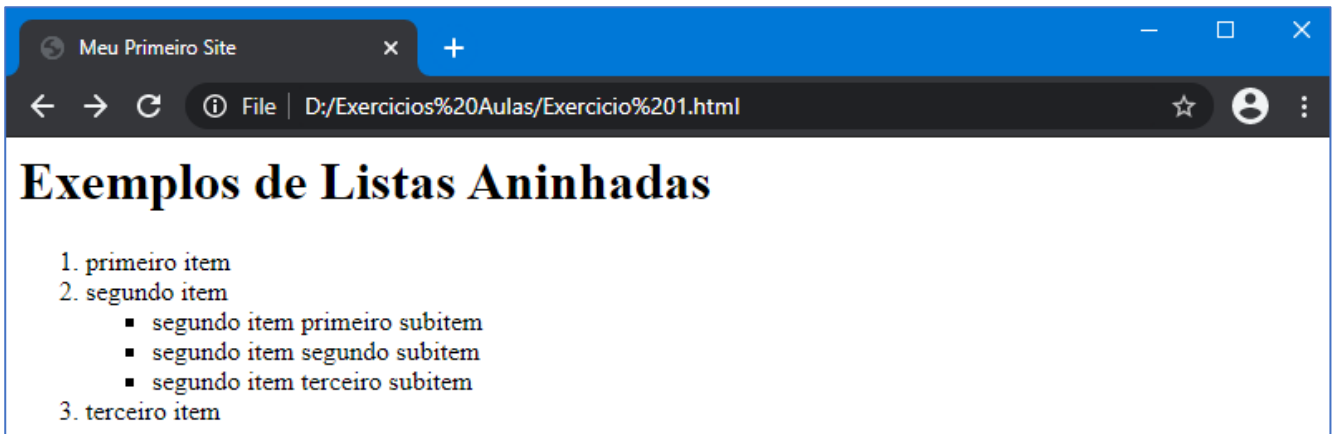 Meu Primeiro Site
File D:/Exercicios%20Aulas/Exercicio%201.html
Exemplos de Listas Aninhadas
1. primeiro item
2. segundo item
▪ segundo item primeiro subitem
▪ segundo item segundo subitem
▪ segundo item terceiro subitem
3. terceiro item